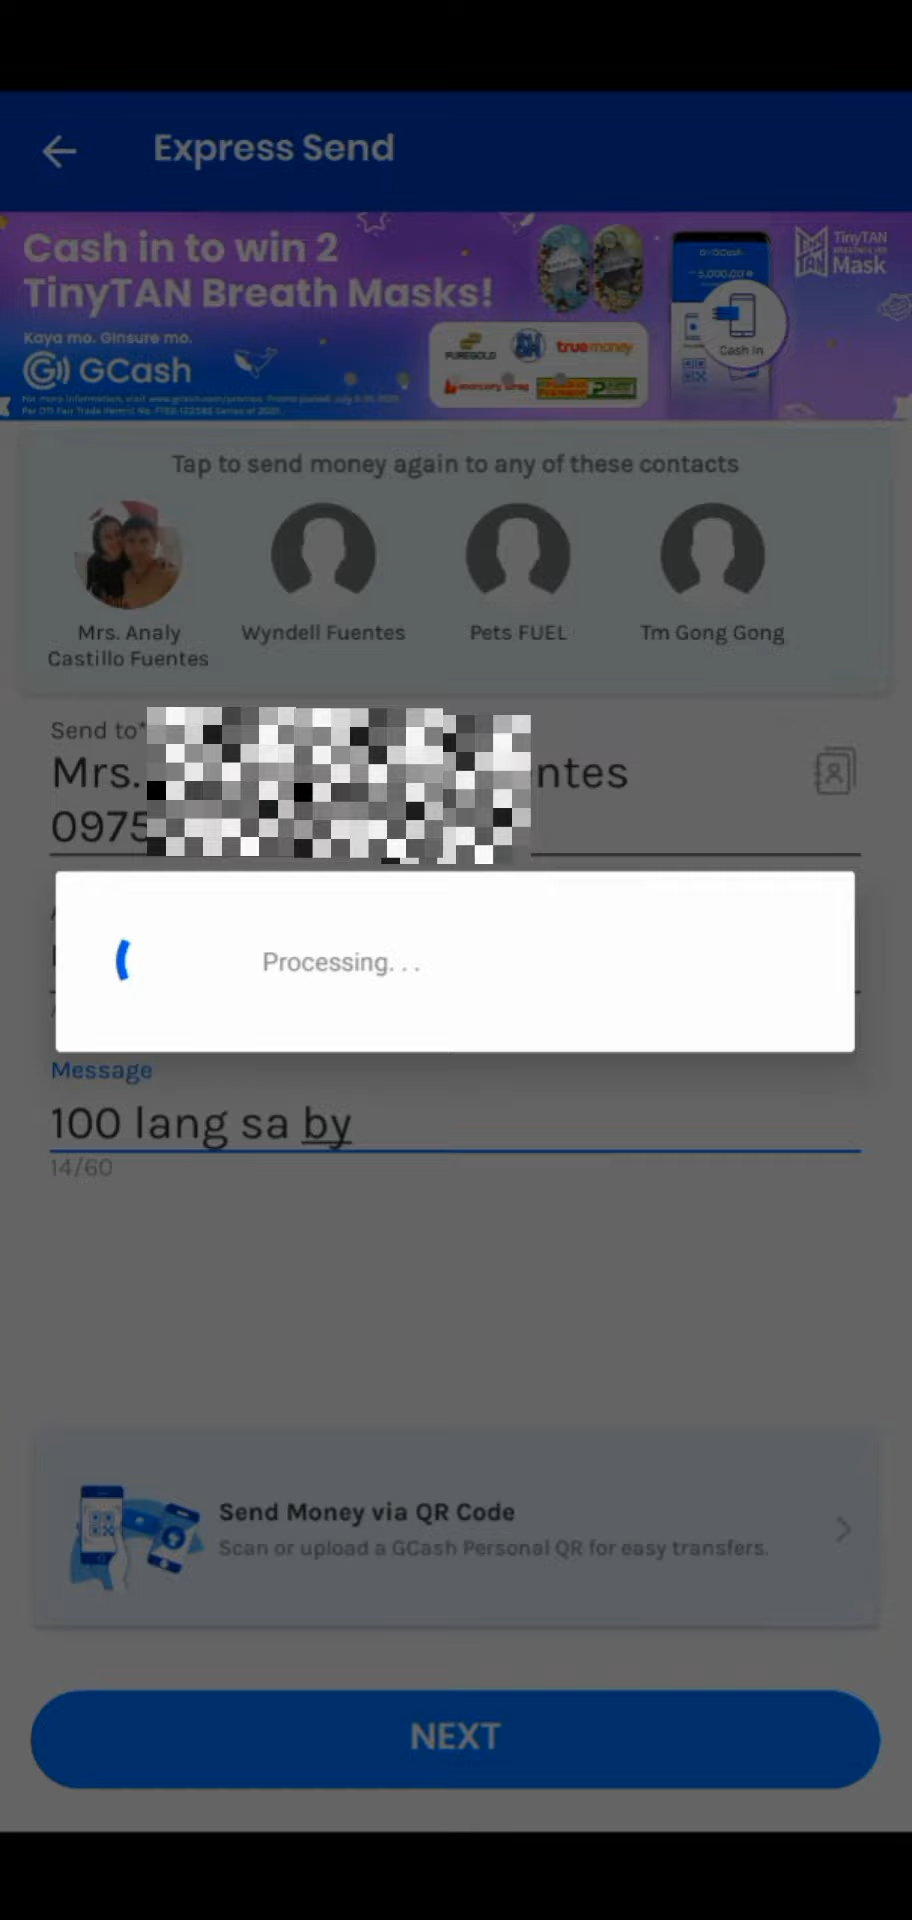 Express Send
Cash in to win 2
TinyTAN Breath Masks!
TinyTAN
Mask
Kaya mo. Ginsure mo.
GCash
PUREGOLD
truemoney
Cash In
Tap to send money again to any of these contacts
Mrs. Analy
Castillo Fuentes
Wyndell Fuentes
Pets FUEL
Tm Gong Gong
Send to*
Mrs. ntes
0975
Processing. . .
Message
100 lang sa by
14/60
Send Money via QR Code
Scan or upload a GCash Personal QR for easy transfers.
NEXT